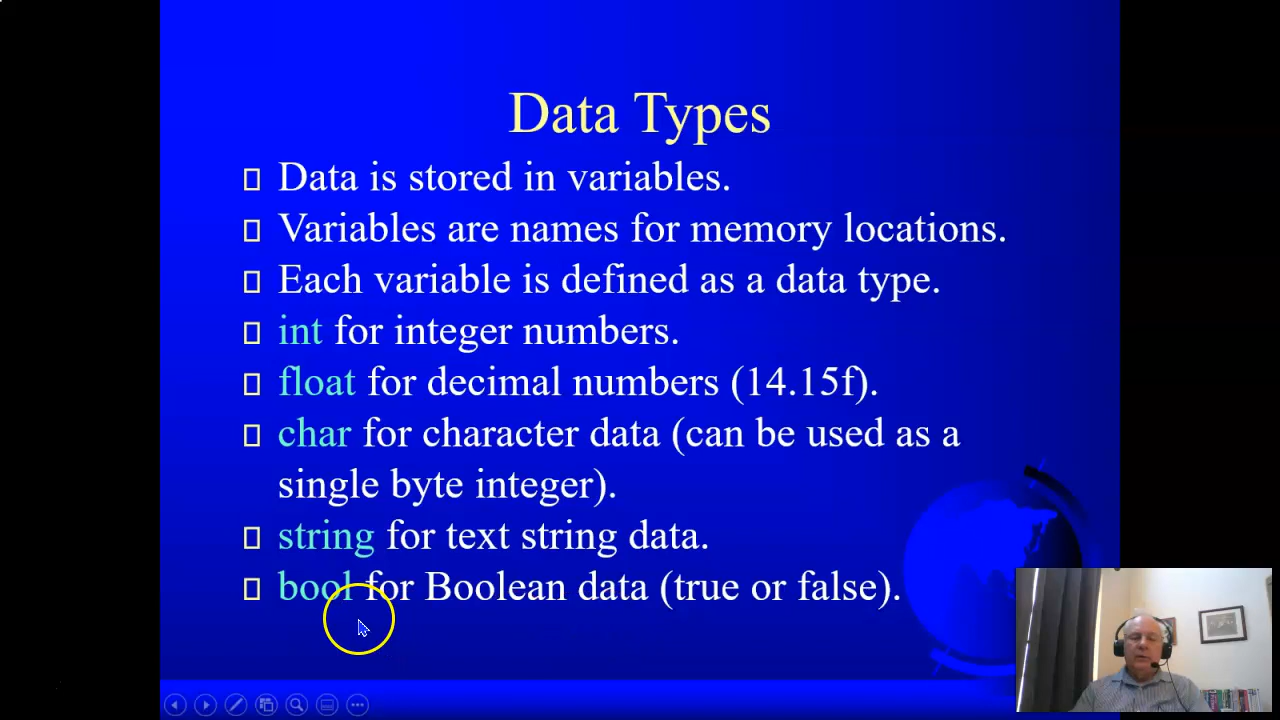 Data Types
Data is stored in variables.
Variables are names for memory locations.
Each variable is defined as a data type.
int for integer numbers.
float for decimal numbers (14.15f).
char for character data (can be used as a
single byte integer).
string for text string data.
bool for Boolean data (true or false).